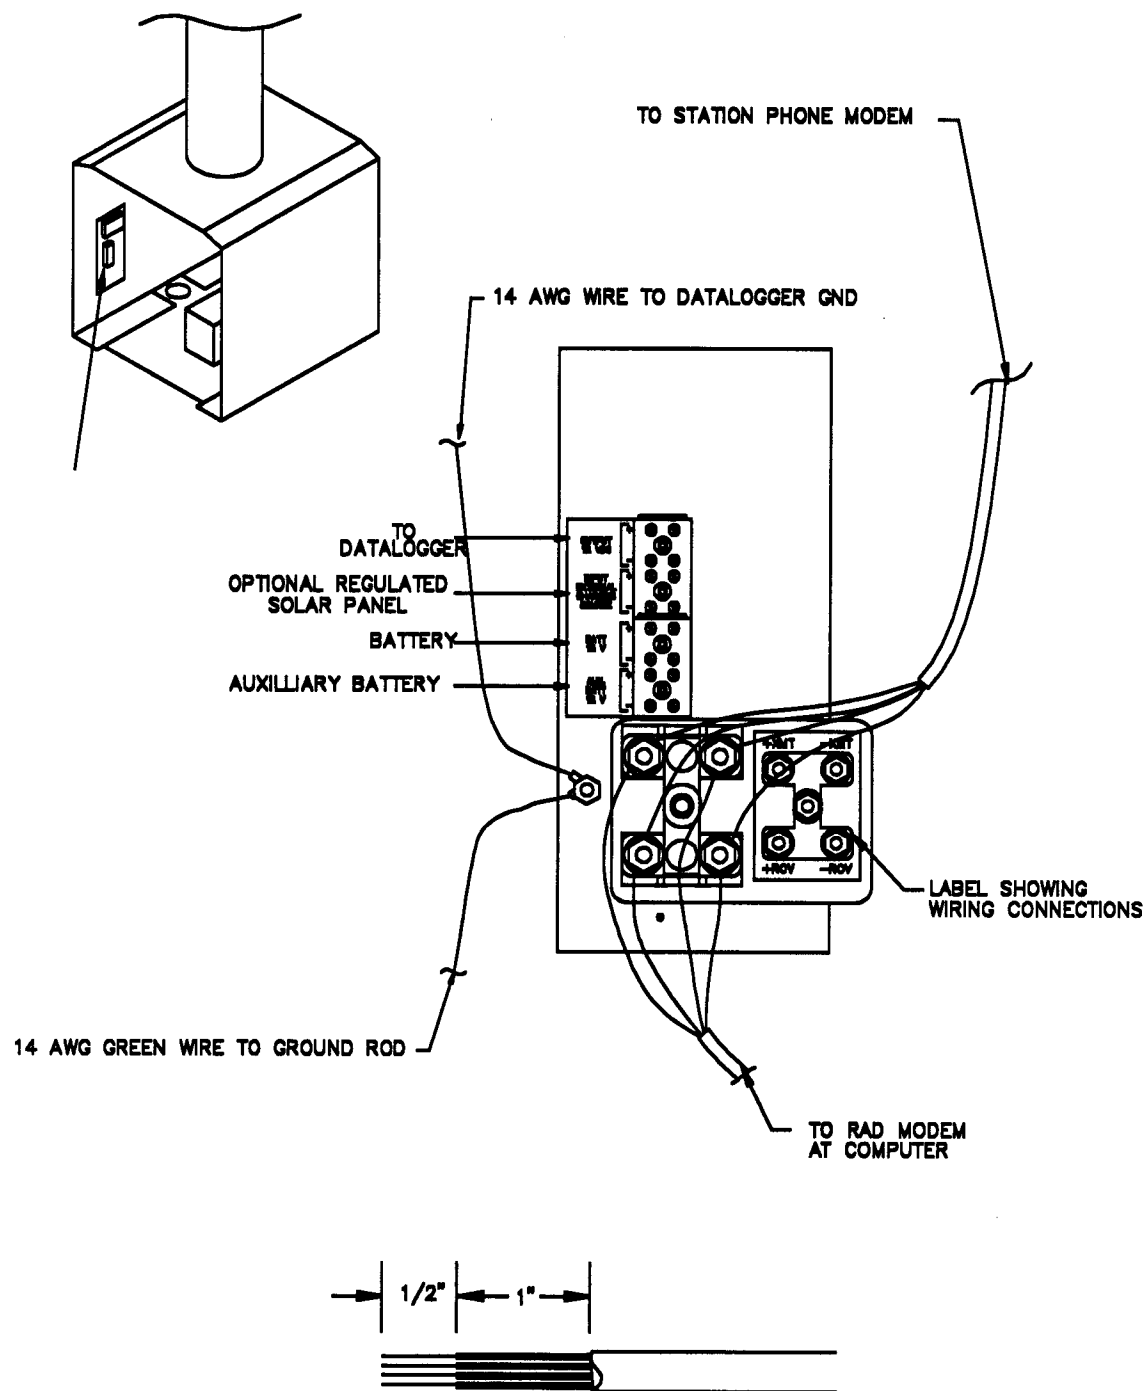 TO STATION PHONE MODEM
14 AWG WIRE TO DATALOGGER GND
TO
DATALOGGER
OPTIONAL REGULATED
SOLAR PANEL
BATTERY
AUXILLIARY BATTERY
+XMT -XMT
+RCV -RCV
LABEL SHOWING
WIRING CONNECTIONS
14 AWG GREEN WIRE TO GROUND ROD
TO RAD MODEM
AT COMPUTER
1/2" 1"